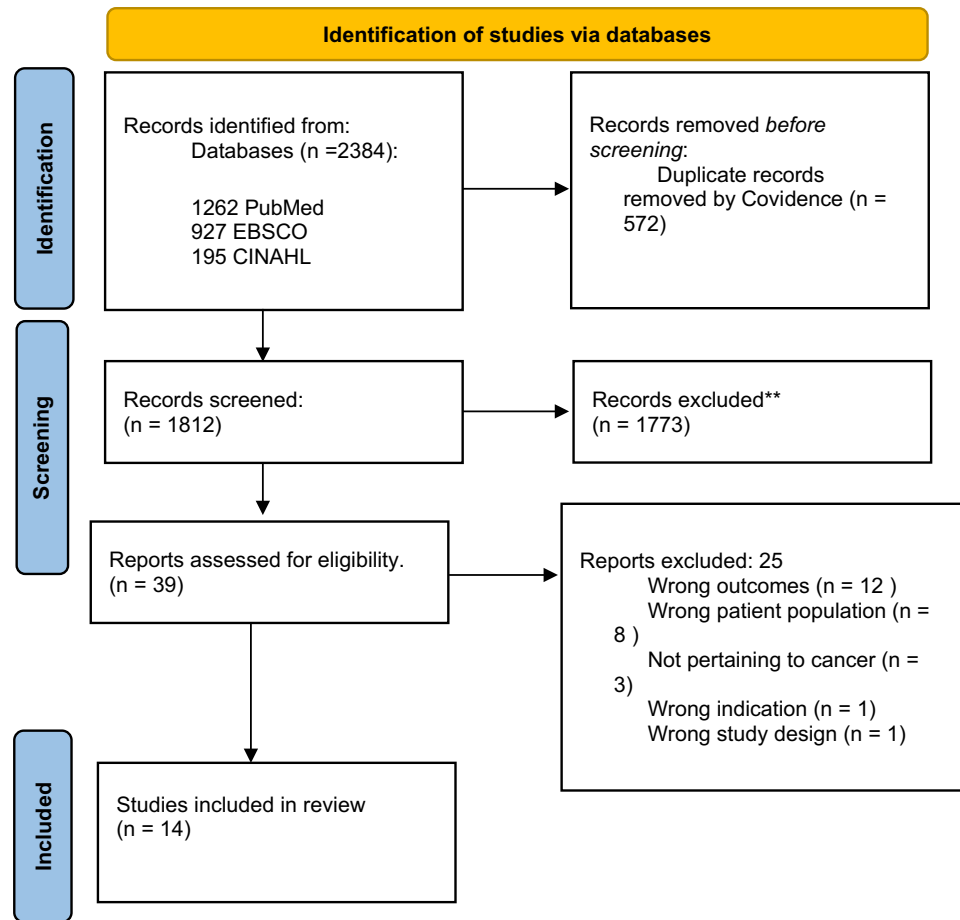 Identification of studies via databases
Identification
Records identified from:
Databases (n =2384):
1262 PubMed
927 EBSCO
195 CINAHL
Records removed before
screening:
Duplicate records
removed by Covidence (n =
572)
Screening
Records screened:
(n = 1812)
Records excluded**
(n = 1773)
Reports assessed for eligibility.
(n = 39)
Reports excluded: 25
Wrong outcomes (n = 12 )
Wrong patient population (n =
8 )
Not pertaining to cancer (n =
3)
Wrong indication (n = 1)
Wrong study design (n = 1)
Included
Studies included in review
(n = 14)